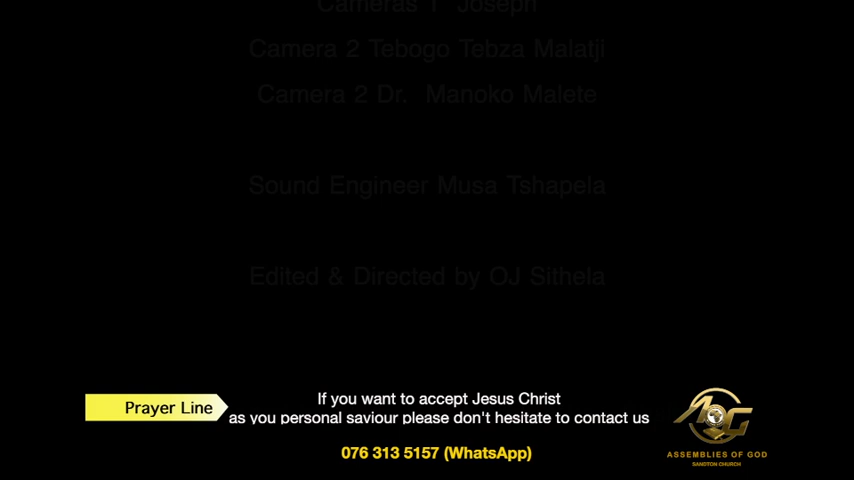 Cameras 1 Joseph
Camera 2 Tebogo Tebza Malatji
Camera 2 Dr. Manoko Malete
Sound Engineer Musa Tshapela
Edited & Directed by OJ Sithela
Prayer Line
If you want to accept Jesus Christ
as you personal saviour please don't hesitate to contact us
076 313 5157 (WhatsApp)
AOG
ASSEMBLIES OF GOD
SANDTON CHURCH